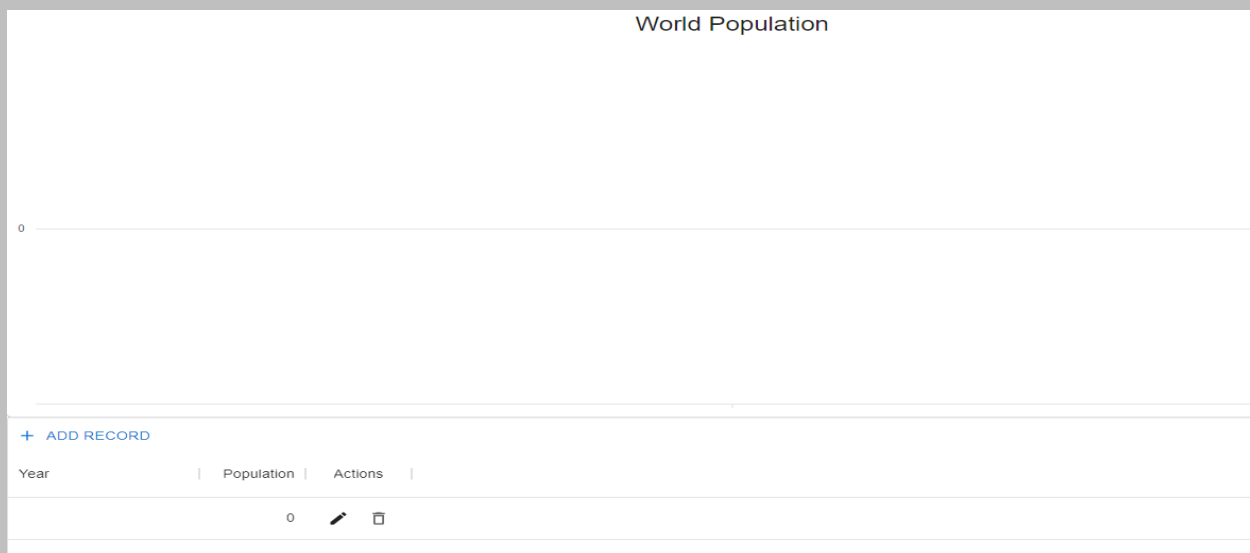 World Population
0
+ ADD RECORD
Year Population Actions
0